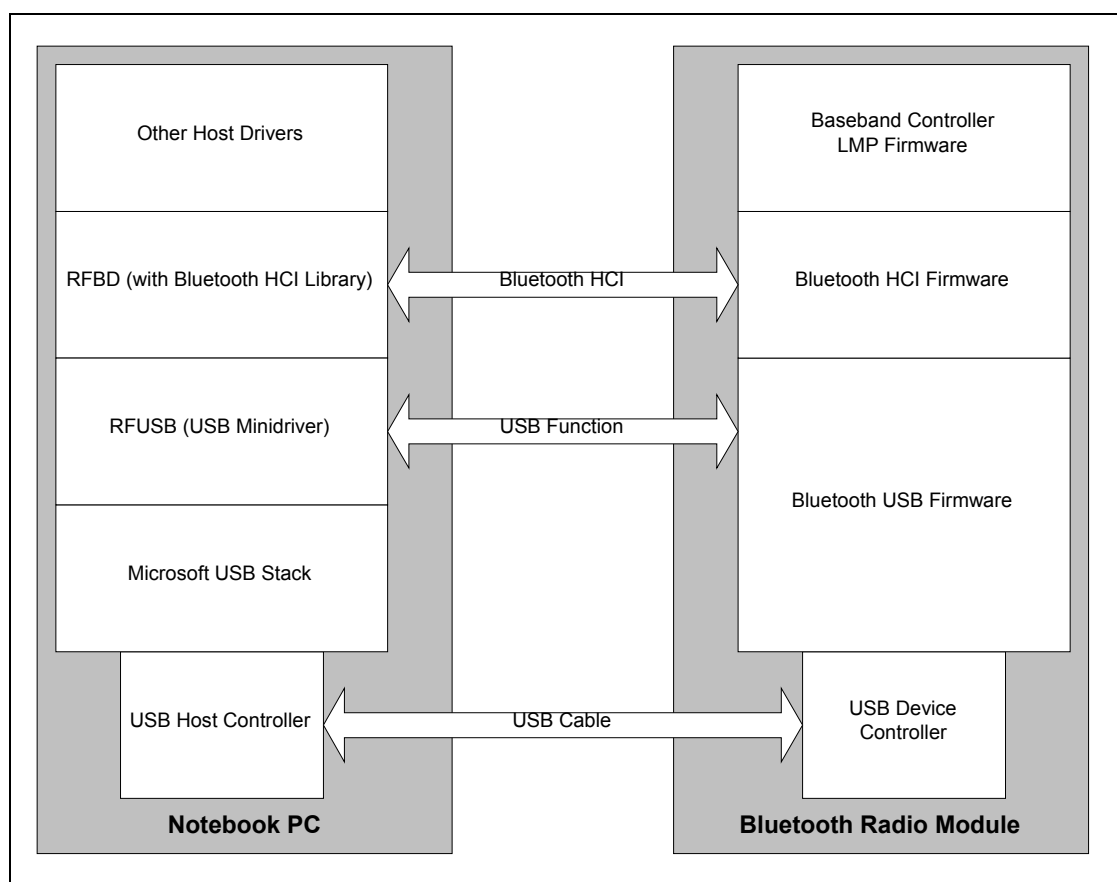 Other Host Drivers
RFBD (with Bluetooth HCI Library)
RFUSB (USB Minidriver)
Microsoft USB Stack
USB Host Controller
Notebook PC
Bluetooth HCI
USB Function
USB Cable
Baseband Controller
LMP Firmware
Bluetooth HCI Firmware
Bluetooth USB Firmware
USB Device
Controller
Bluetooth Radio Module